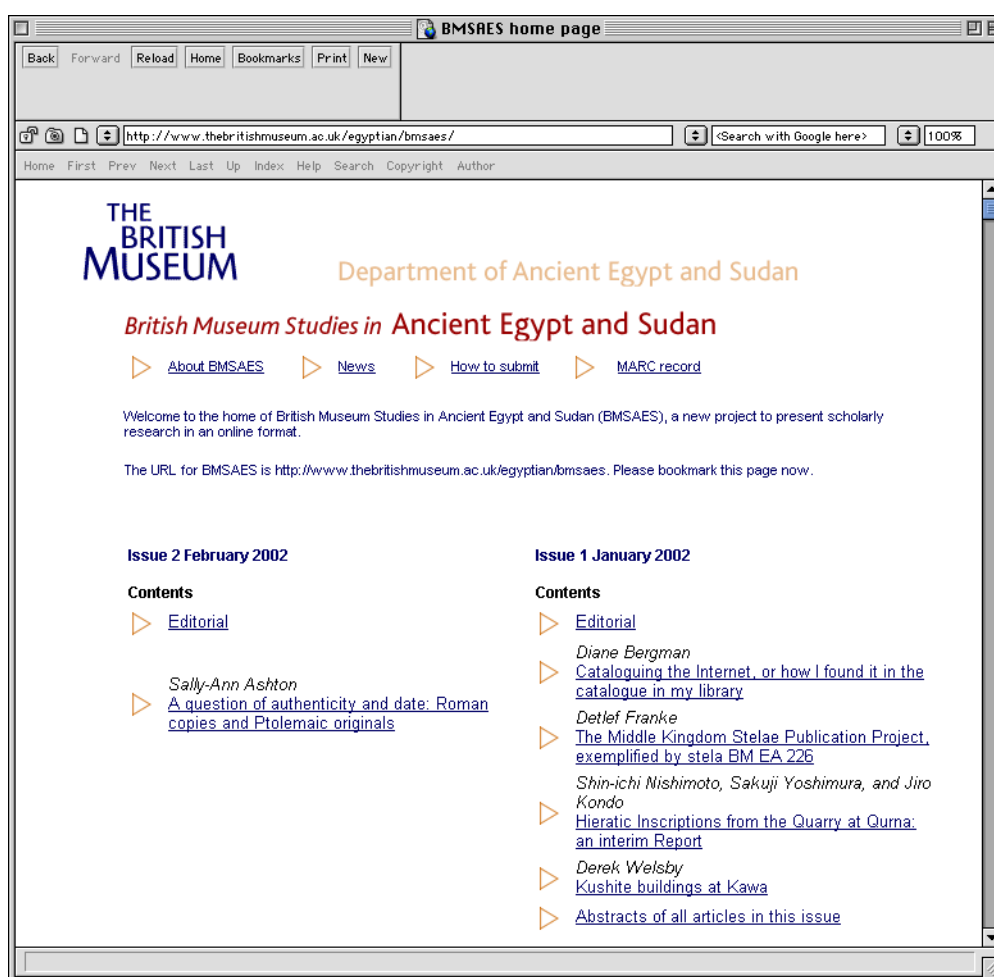 BMSAES home page
Back Forward Reload Home Bookmarks Print New
http://www.thebritishmuseum.ac.uk/egyptian/bmsaes/ <Search with Google here> 100%
Home First Prev Next Last Up Index Help Search Copyright Author
THE
BRITISH
MUSEUM
Department of Ancient Egypt and Sudan
British Museum Studies in Ancient Egypt and Sudan
About BMSAES News How to submit MARC record
Welcome to the home of British Museum Studies in Ancient Egypt and Sudan (BMSAES), a new project to present scholarly
research in an online format.
The URL for BMSAES is http://www.thebritishmuseum.ac.uk/egyptian/bmsaes. Please bookmark this page now.
Issue 2 February 2002
Contents
Editorial
Sally-Ann Ashton
A question of authenticity and date: Roman
copies and Ptolemaic originals
Issue 1 January 2002
Contents
Editorial
Diane Bergman
Cataloguing the Internet, or how I found it in the
catalogue in my library
Detlef Franke
The Middle Kingdom Stelae Publication Project,
exemplified by stela BM EA 226
Shin-ichi Nishimoto, Sakuji Yoshimura, and Jiro
Kondo
Hieratic Inscriptions from the Quarry at Qurna:
an interim Report
Derek Welsby
Kushite buildings at Kawa
Abstracts of all articles in this issue